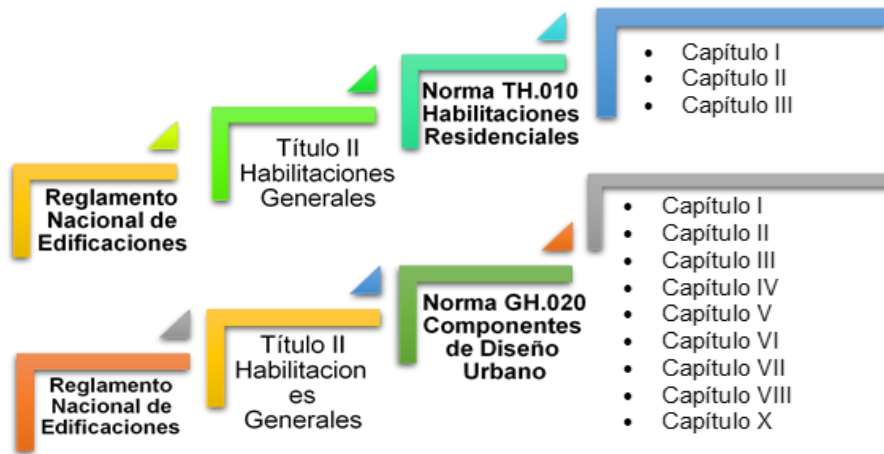 Reglamento
Nacional de
Edificaciones
Título II
Habilitaciones
Generales
Norma TH.010
Habilitaciones
Residenciales
• Capítulo I
• Capítulo II
• Capítulo III
Reglamento
Nacional de
Edificaciones
Título II
Habilitacion
es
Generales
Norma GH.020
Componentes
de Diseño
Urbano
• Capítulo I
• Capítulo II
• Capítulo III
• Capítulo IV
• Capítulo V
• Capítulo VI
• Capítulo VII
• Capítulo VIII
• Capítulo X